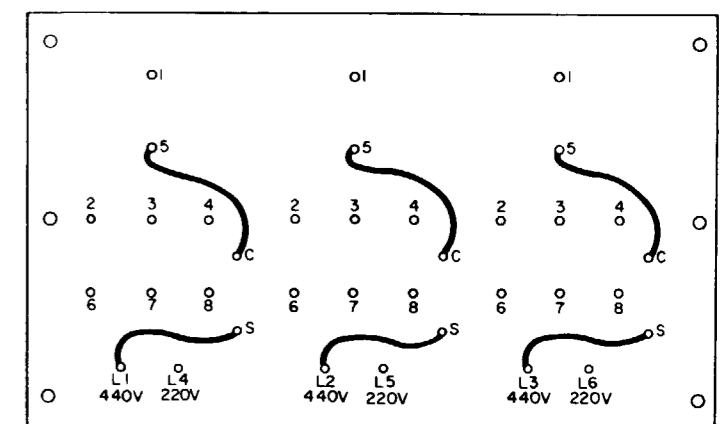 1 1 1
5 5 5
2 3 4 2 3 4 2 3 4
C C C
6 7 8 6 7 8 6 7 8
S S S
L1 L4 L2 L5 L3 L6
440V 220V 440V 220V 440V 220V